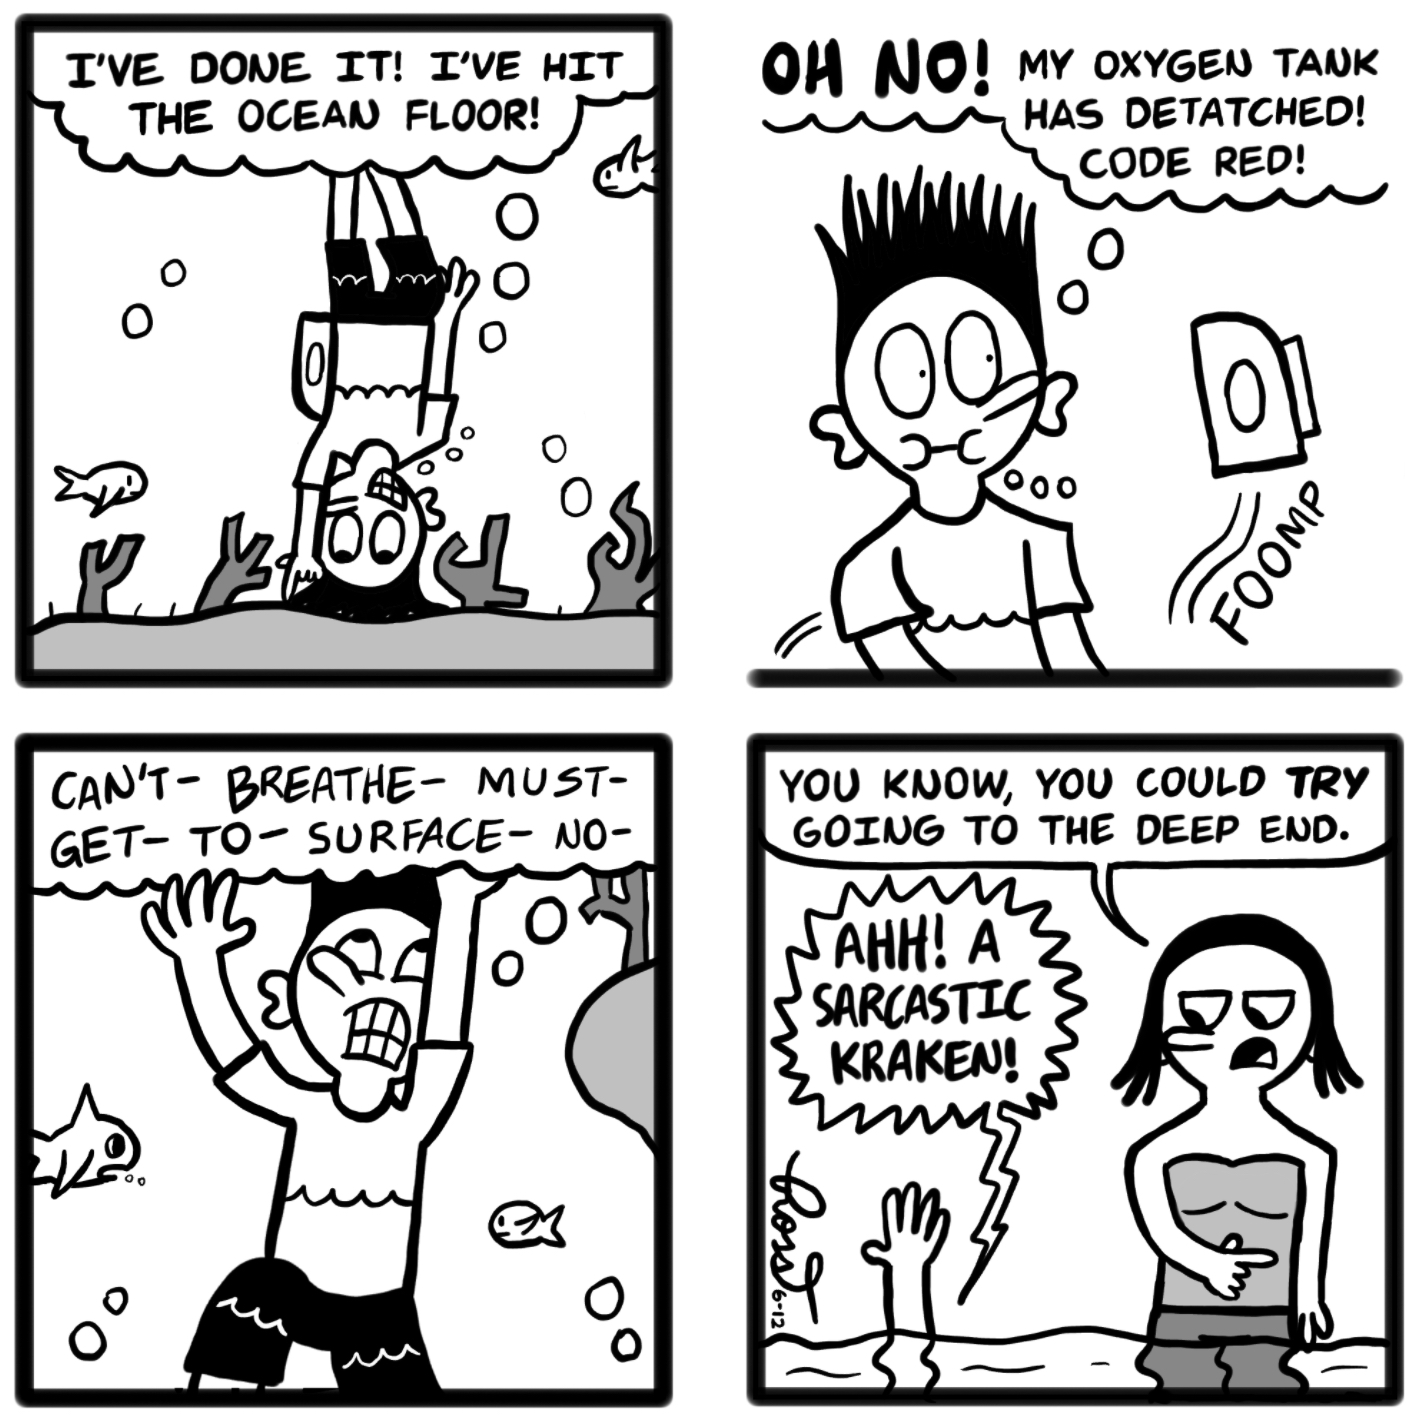 I'VE DONE IT! I'VE HIT
THE OCEAN FLOOR!
OH NO! MY OXYGEN TANK
HAS DETATCHED!
CODE RED!
FOOMP
CAN'T- BREATHE- MUST-
GET- TO- SURFACE- NO-
YOU KNOW, YOU COULD TRY
GOING TO THE DEEP END.
AHH! A
SARCASTIC
KRAKEN!
Ross
6-12